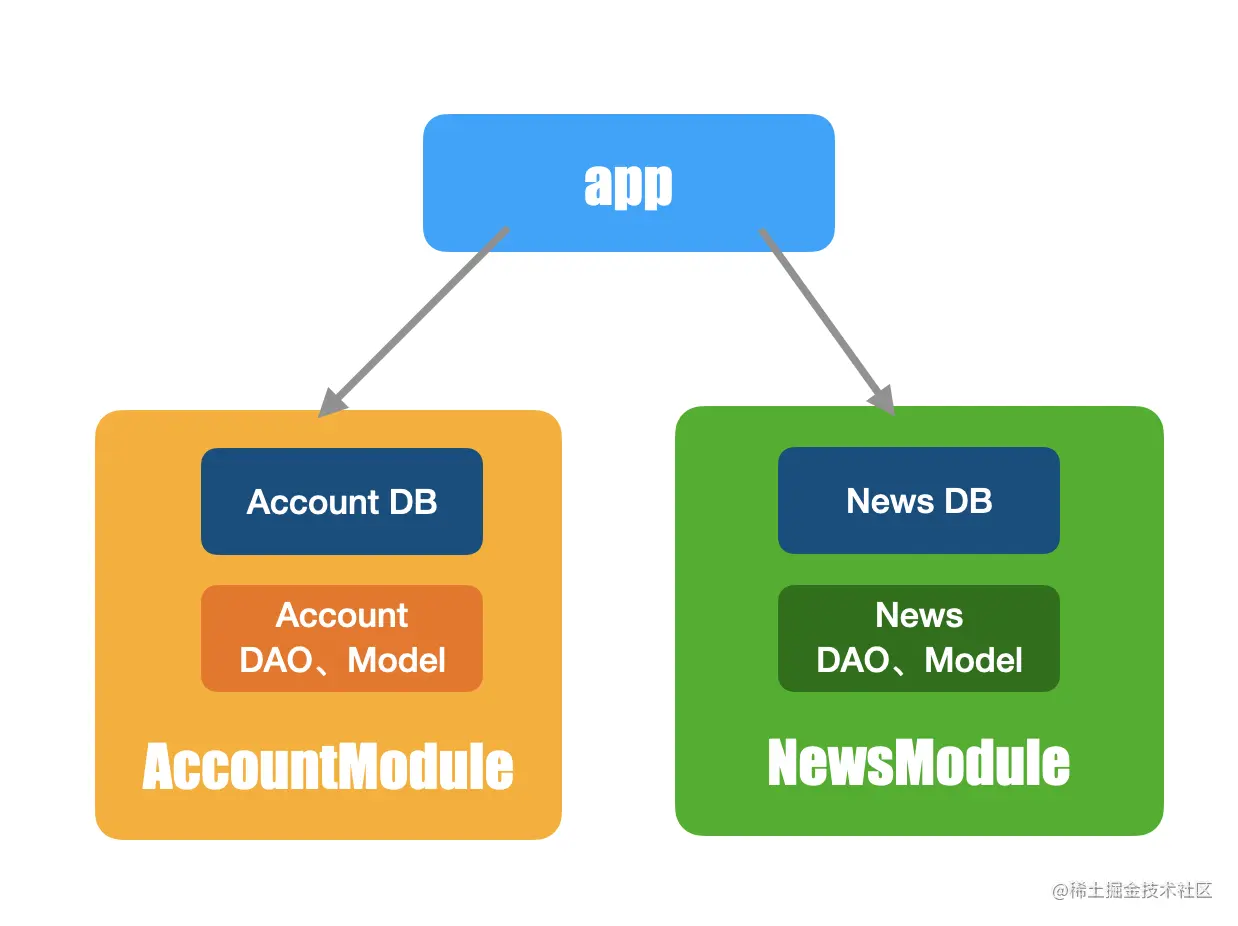 app
Account DB
Account
DAO、Model
AccountModule
News DB
News
DAO、Model
NewsModule
@稀土掘金技术社区